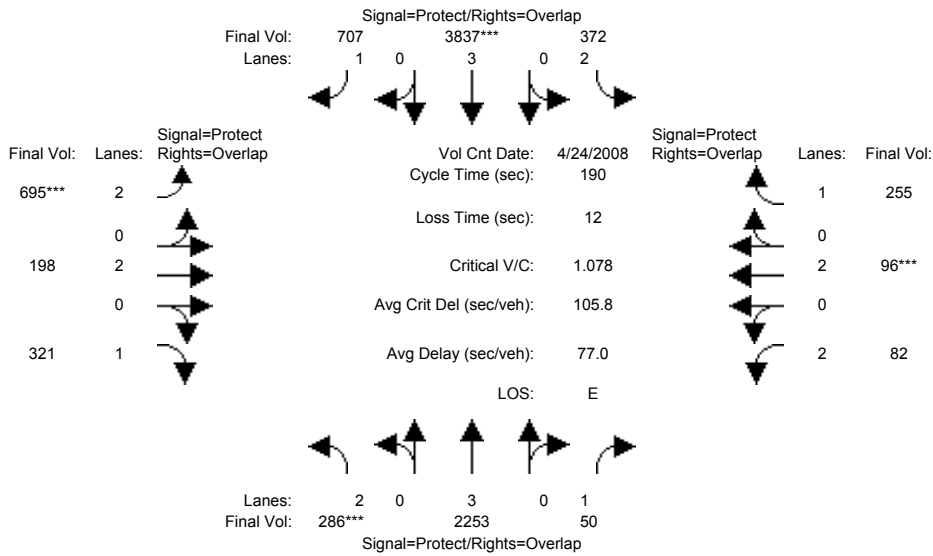 Signal=Protect/Rights=Overlap
Final Vol: 707 3837*** 372
Lanes: 1 0 3 0 2
Signal=Protect
Final Vol: Lanes: Rights=Overlap
Vol Cnt Date: 4/24/2008
Signal=Protect
Rights=Overlap Lanes: Final Vol:
Cycle Time (sec): 190
695*** 2
1 255
Loss Time (sec): 12
0
0
198 2
Critical V/C: 1.078
2 96***
0
Avg Crit Del (sec/veh): 105.8
0
321 1
Avg Delay (sec/veh): 77.0
2 82
LOS: E
Lanes: 2 0 3 0 1
Final Vol: 286*** 2253 50
Signal=Protect/Rights=Overlap